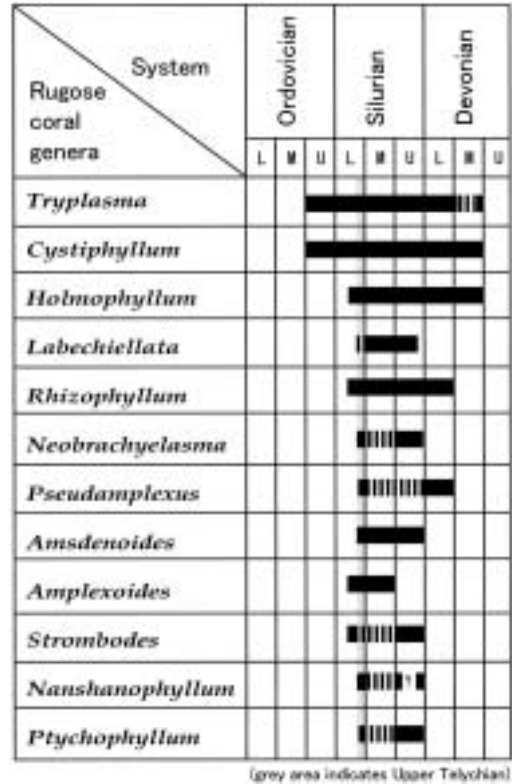 System
Rugose
coral
genera
Ordovician
Silurian
Devonian
L M U L M U L M U
Tryplasma
Cystiphyllum
Holmophyllum
Labechiellata
Rhizophyllum
Neobrachyelasma
Pseudamplexus
Amsdenoides
Amplexoides
Strombodes
Nanshanophyllum
?
Ptychophyllum
(grey area indicates Upper Telychian)